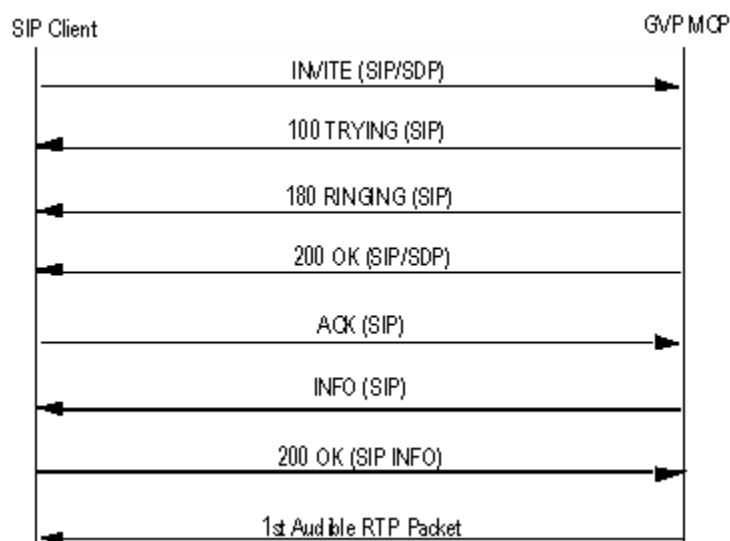 SIP Client
GVP MCP
INVITE (SIP/SDP)
100 TRYING (SIP)
180 RINGING (SIP)
200 OK (SIP/SDP)
ACK (SIP)
INFO (SIP)
200 OK (SIP INFO)
1st Audible RTP Packet